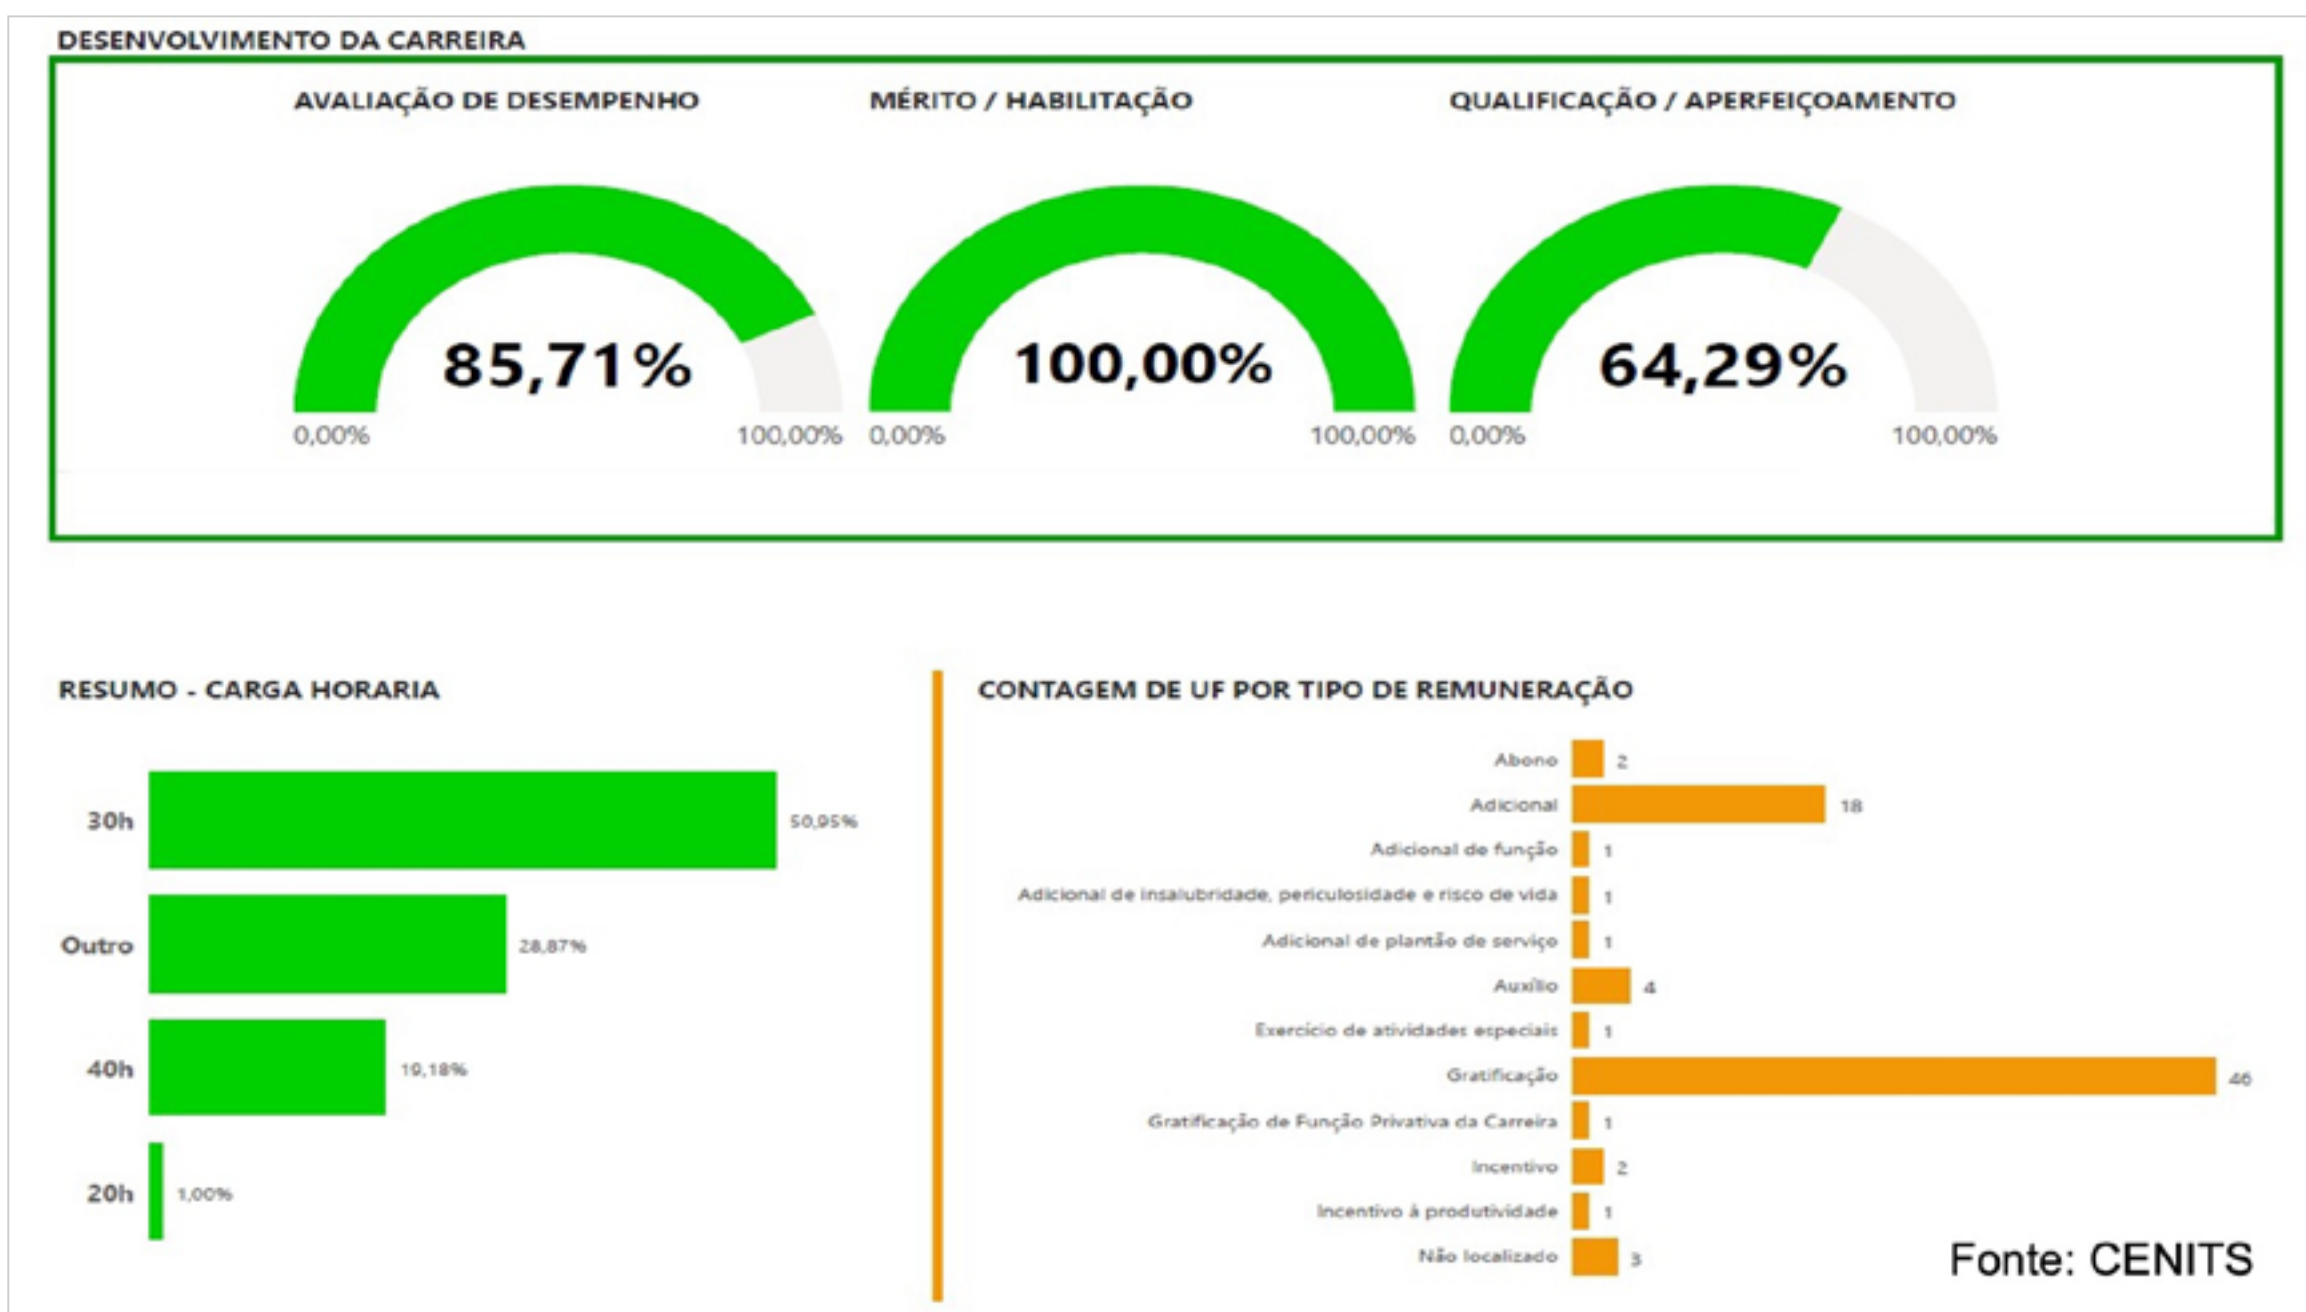 DESENVOLVIMENTO DA CARREIRA
AVALIAÇÃO DE DESEMPENHO
MÉRITO / HABILITAÇÃO
QUALIFICAÇÃO / APERFEIÇOAMENTO
85,71%
100,00%
64,29%
0,00% 100,00%
0,00% 100,00%
0,00% 100,00%
RESUMO - CARGA HORARIA
30h 50,95%
Outro 28,87%
40h 19,18%
20h 1,00%
CONTAGEM DE UF POR TIPO DE REMUNERAÇÃO
Abono 2
Adicional 18
Adicional de função 1
Adicional de insalubridade, periculosidade e risco de vida 1
Adicional de plantão de serviço 1
Auxílio 4
Exercício de atividades especiais 1
Gratificação 46
Gratificação de Função Privativa da Carreira 1
Incentivo 2
Incentivo à produtividade 1
Não localizado 3
Fonte: CENITS